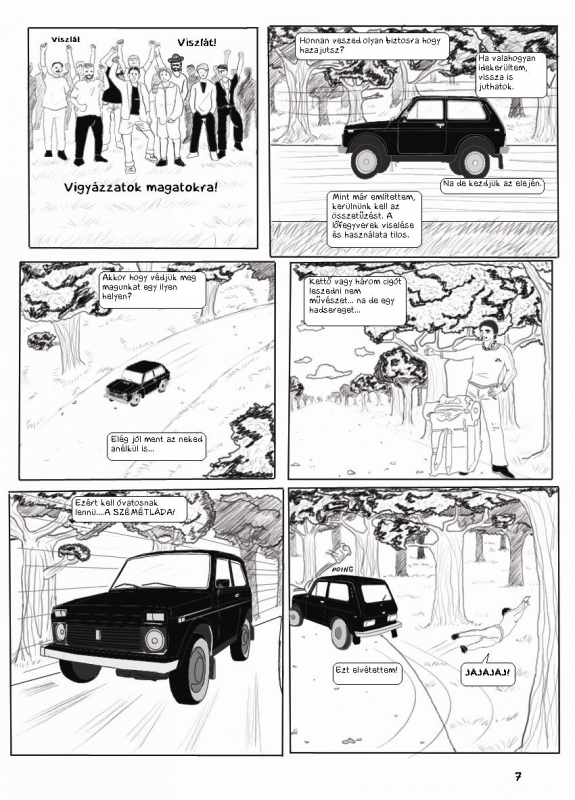 Viszlát
Viszlát!
Vigyázzatok magatokra!
Honnan veszed olyan biztosra hogy
hazajutsz?
Ha valahogyan
idekerültem,
vissza is
juthatok.
Na de kezdjük az elején.
Mint már említettem,
kerülnünk kell az
összetűzést. A
lőfegyverek viselése
és használata tilos.
Akkor hogy védjük meg
magunkat egy ilyen
helyen?
Elég jól ment az neked
anélkül is...
Kettő vagy három cigót
leszedni nem
művészet... na de egy
hadsereget...
Ezért kell óvatosnak
lennü....A SZEMÉTLÁDA!
POING
Ezt elvétettem!
JAJAJAJ!
7